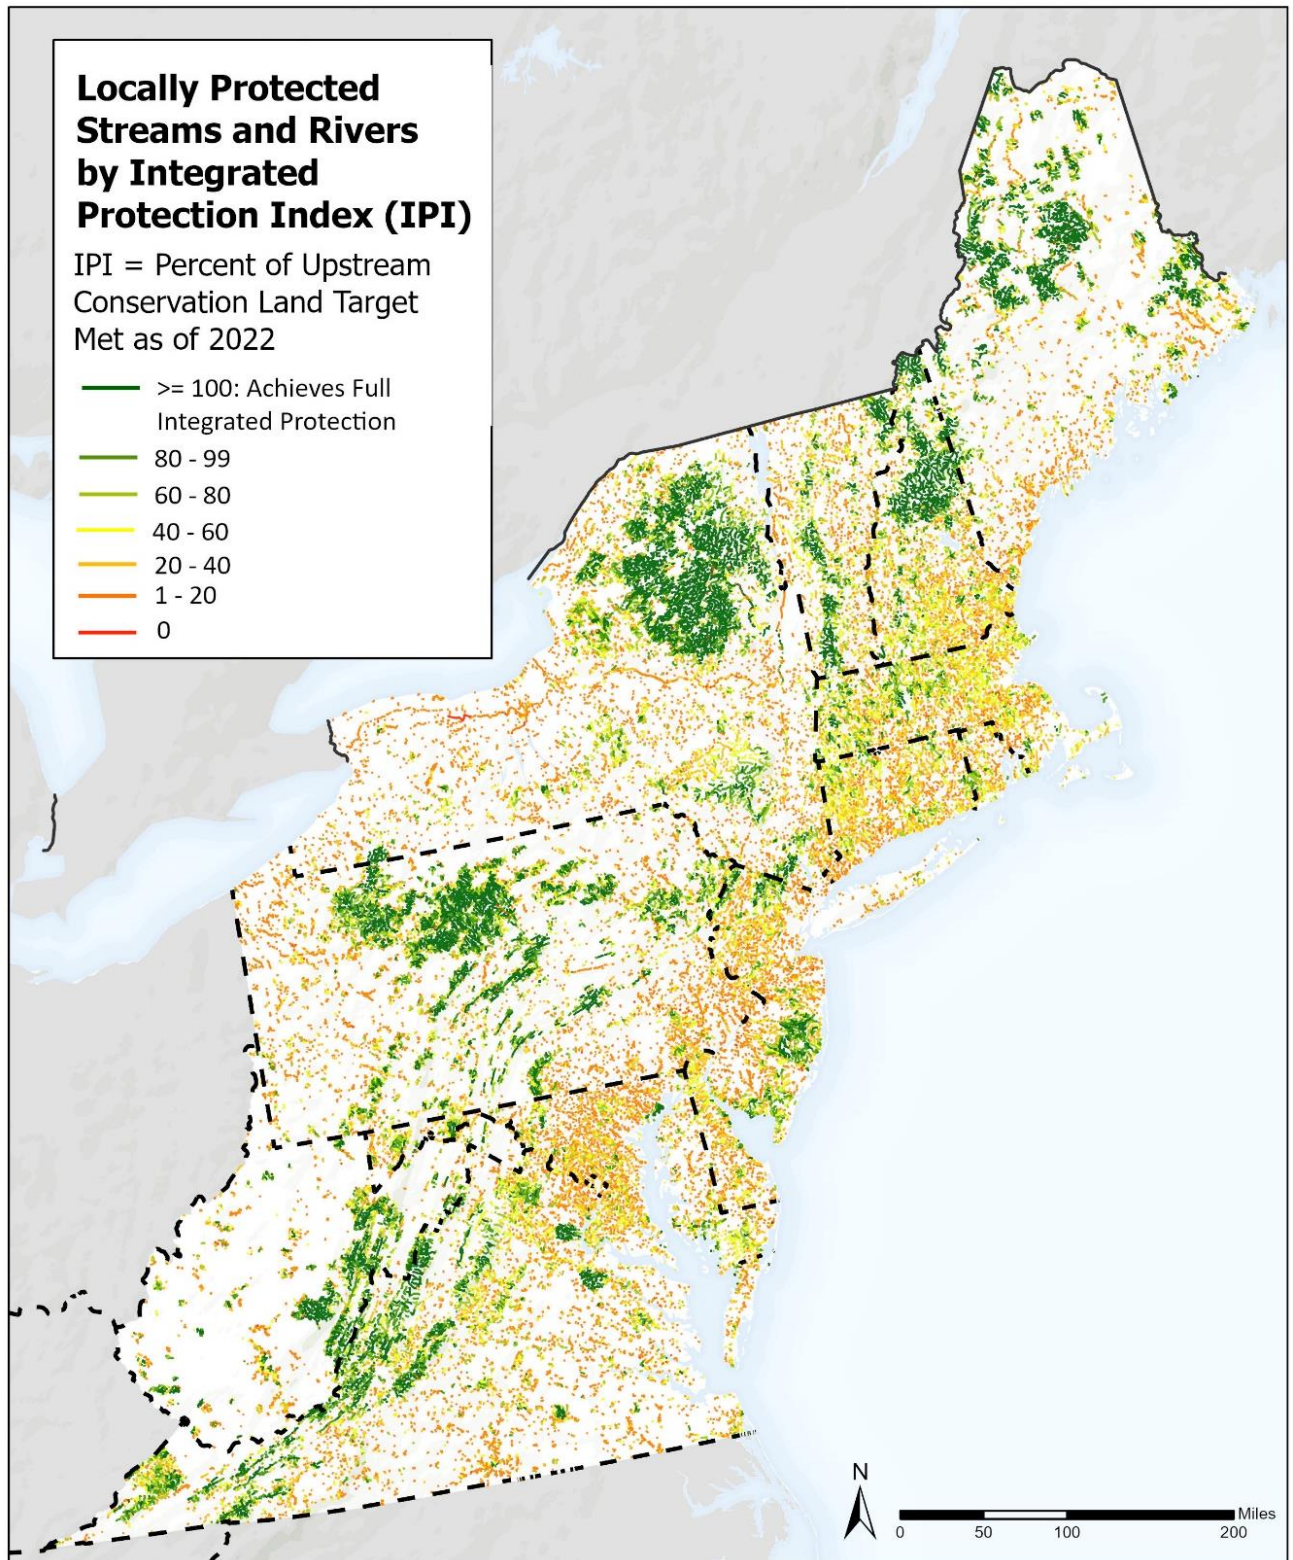 Locally Protected
Streams and Rivers
by Integrated
Protection Index (IPI)
IPI = Percent of Upstream
Conservation Land Target
Met as of 2022
>= 100: Achieves Full
Integrated Protection
80 - 99
60 - 80
40 - 60
20 - 40
1 - 20
0
N
Miles
0 50 100 200